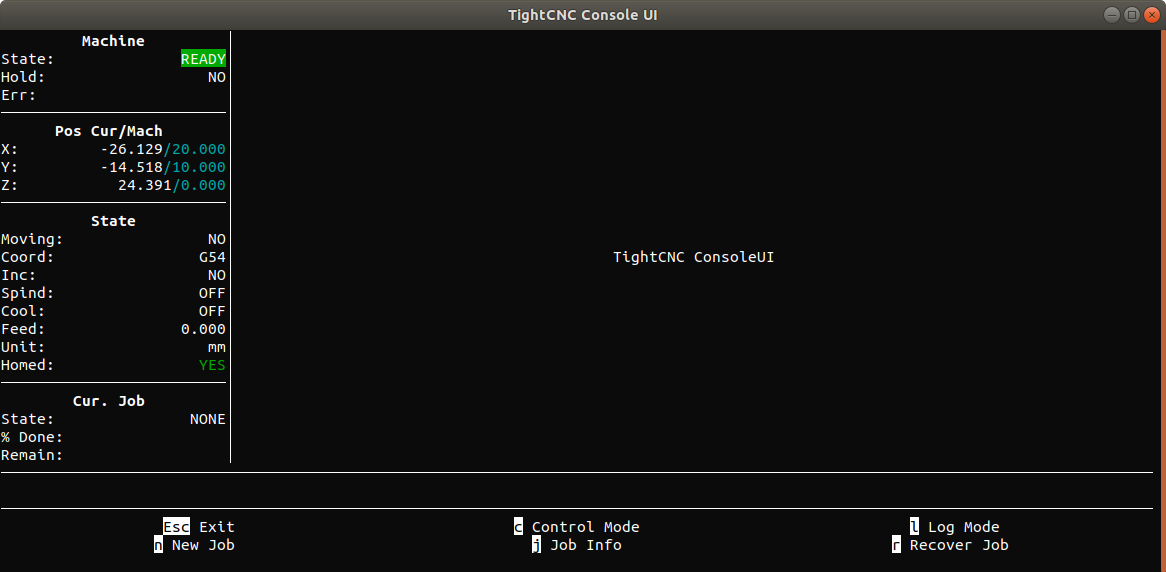 TightCNC Console UI
Machine
State: READY
Hold: NO
Err:
Pos Cur/Mach
X: -26.129/20.000
Y: -14.518/10.000
Z: 24.391/0.000
State
Moving: NO
Coord: G54
Inc: NO
Spind: OFF
Cool: OFF
Feed: 0.000
Unit: mm
Homed: YES
Cur. Job
State: NONE
% Done:
Remain:
TightCNC ConsoleUI
Esc Exit c Control Mode l Log Mode
n New Job j Job Info r Recover Job